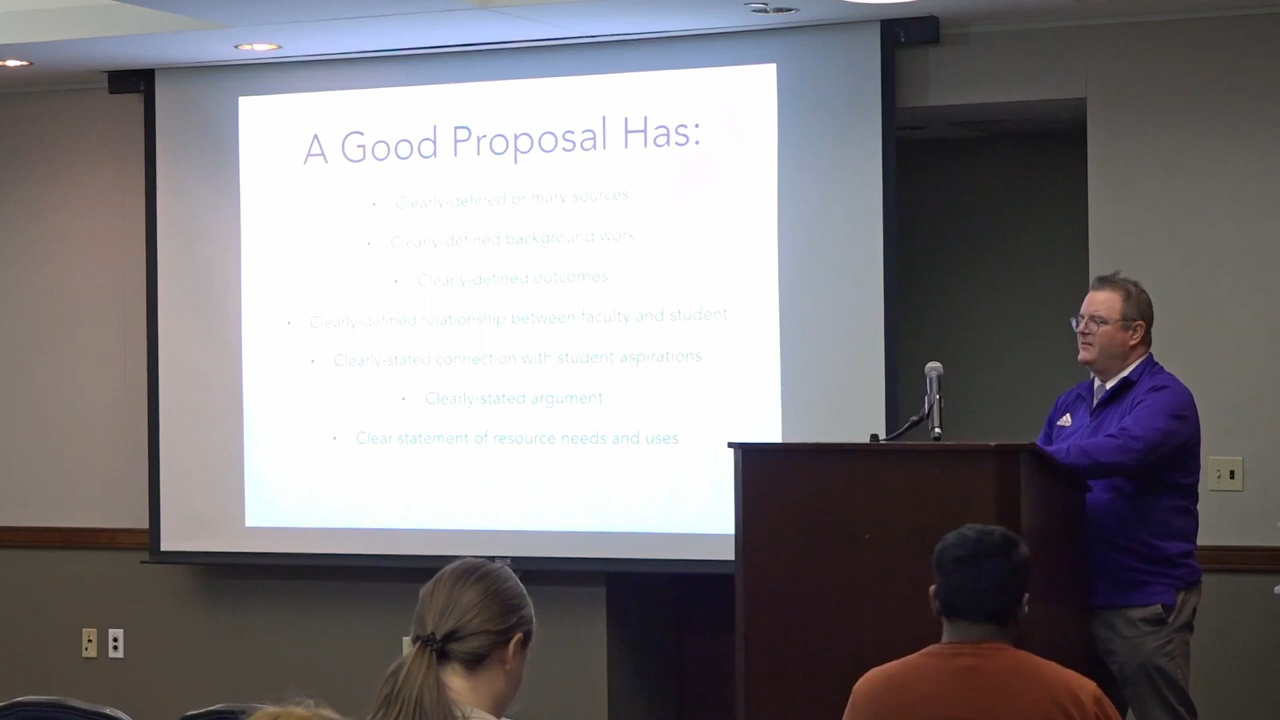 A Good Proposal Has:
• Clearly-defined primary sources
• Clearly-defined background work
• Clearly-defined outcomes
• Clearly-defined relationship between faculty and student
• Clearly-stated connection with student aspirations
• Clearly-stated argument
• Clear statement of resource needs and uses